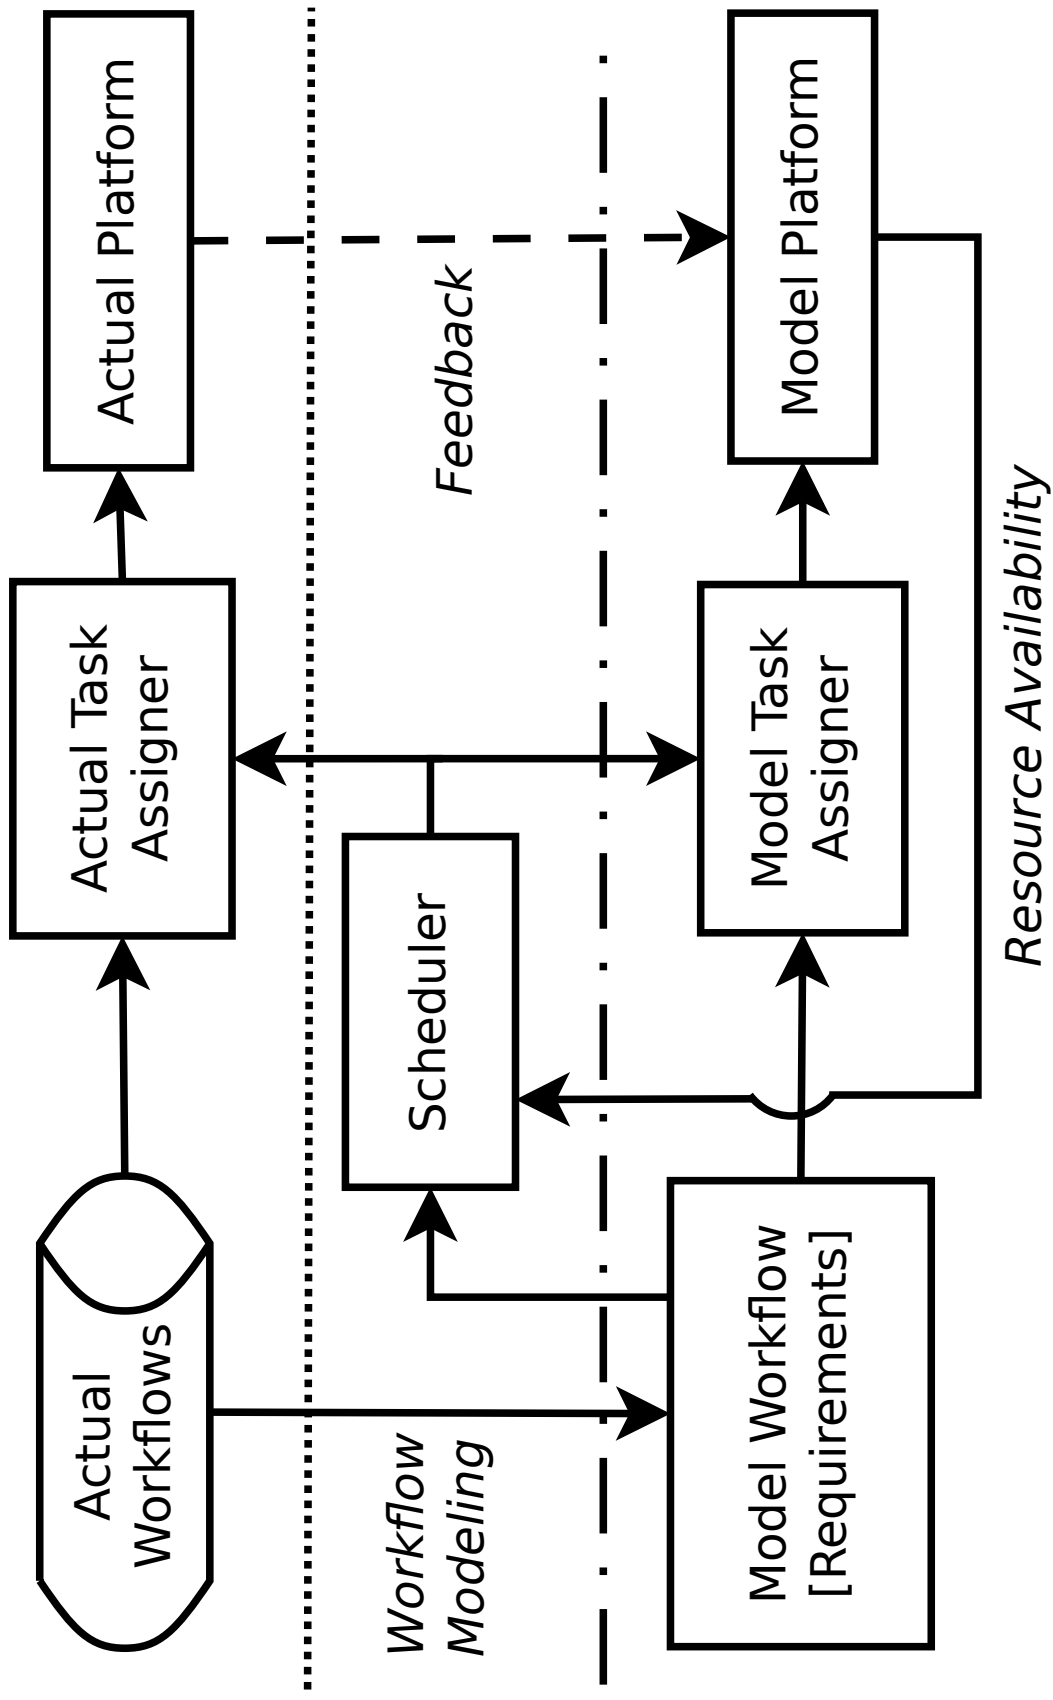 Actual
Workflows
Actual Task
Assigner
Actual Platform
Workflow
Modeling
Scheduler
Feedback
Model Workflow
[Requirements]
Model Task
Assigner
Model Platform
Resource Availability